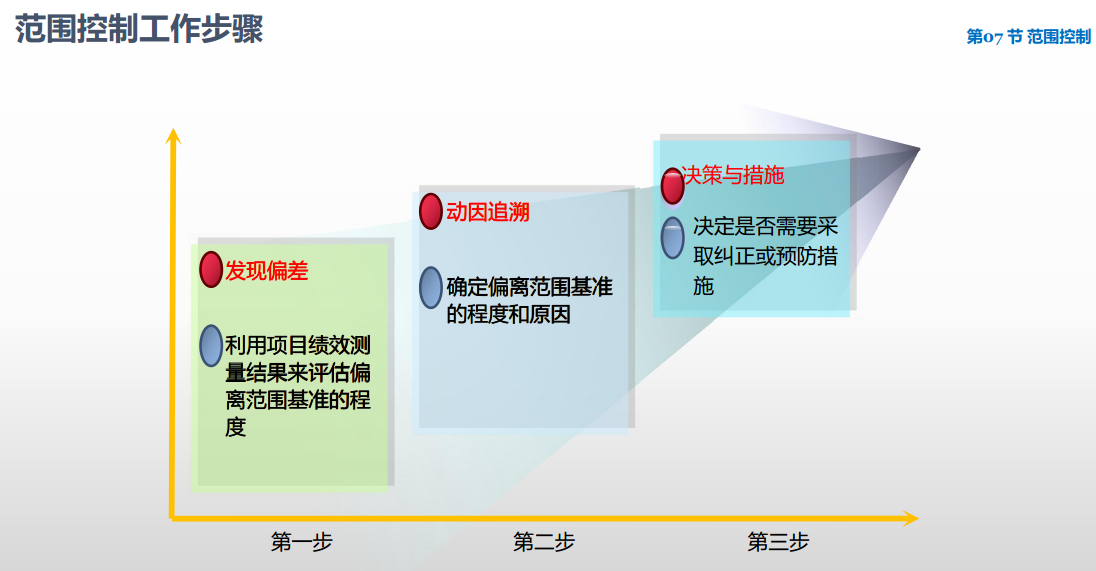 范围控制工作步骤
第07节 范围控制
发现偏差
利用项目绩效测
量结果来评估偏
离范围基准的程
度
动因追溯
确定偏离范围基准
的程度和原因
决策与措施
决定是否需要采
取纠正或预防措
施
第一步
第二步
第三步